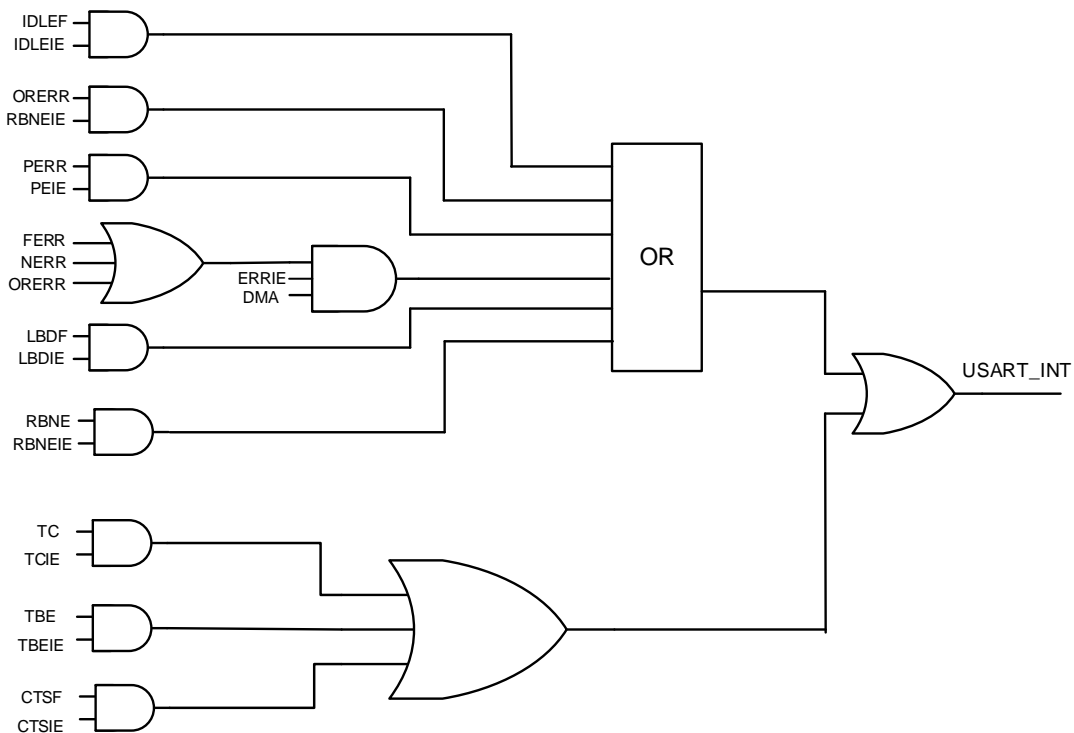 IDLEF
IDLEIE
ORERR
RBNEIE
PERR
PEIE
FERR
NERR
ORERR
ERRIE
DMA
LBDF
LBDIE
RBNE
RBNEIE
OR
USART_INT
TC
TCIE
TBE
TBEIE
CTSF
CTSIE